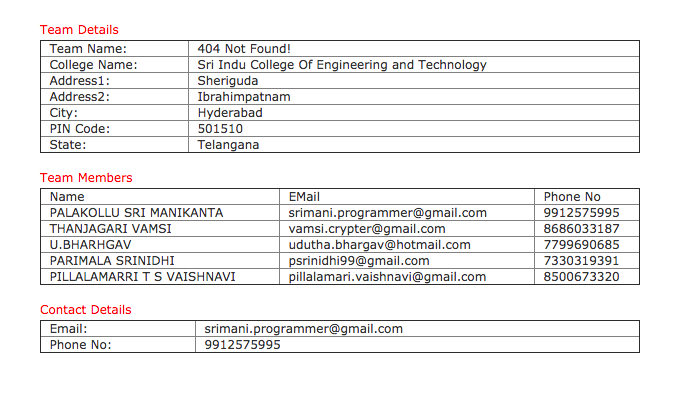 Team Details
Team Name: 404 Not Found!
College Name: Sri Indu College Of Engineering and Technology
Address1: Sheriguda
Address2: Ibrahimpatnam
City: Hyderabad
PIN Code: 501510
State: Telangana
Team Members
Name EMail Phone No
PALAKOLLU SRI MANIKANTA srimani.programmer@gmail.com 9912575995
THANJAGARI VAMSI vamsi.crypter@gmail.com 8686033187
U.BHARHGAV udutha.bhargav@hotmail.com 7799690685
PARIMALA SRINIDHI psrinidhi99@gmail.com 7330319391
PILLALAMARRI T S VAISHNAVI pillalamari.vaishnavi@gmail.com 8500673320
Contact Details
Email: srimani.programmer@gmail.com
Phone No: 9912575995